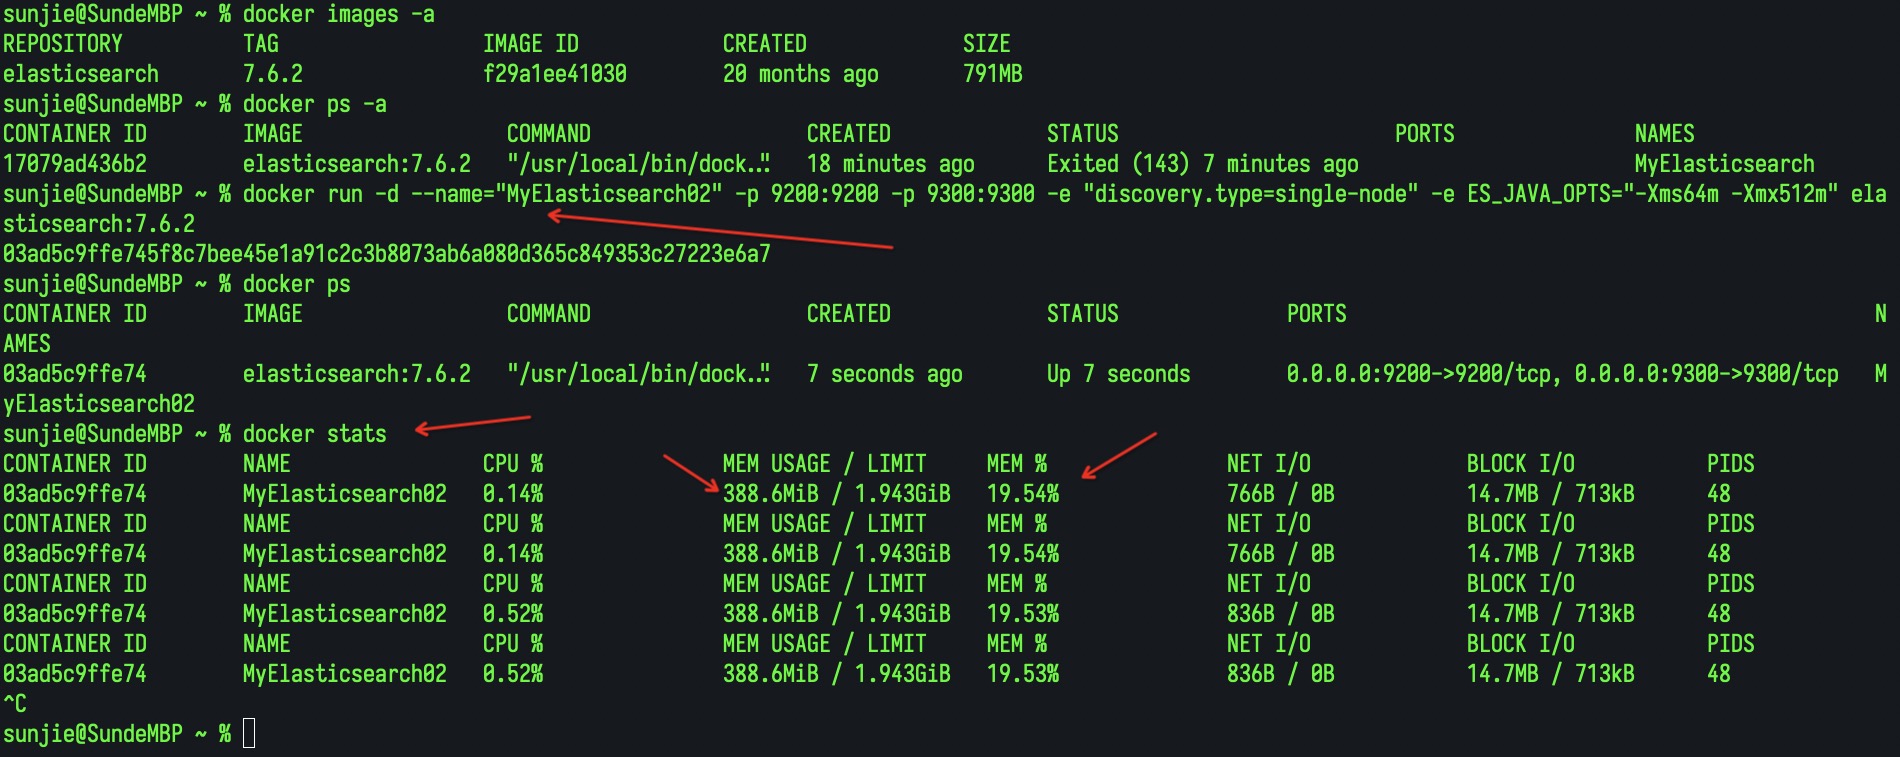 sunjie@SundeMBP ~ % docker images -a
REPOSITORY          TAG                 IMAGE ID            CREATED             SIZE
elasticsearch       7.6.2               f29a1ee41030        20 months ago       791MB
sunjie@SundeMBP ~ % docker ps -a
CONTAINER ID        IMAGE                 COMMAND                  CREATED             STATUS                       PORTS               NAMES
17079ad436b2        elasticsearch:7.6.2   "/usr/local/bin/dock…"   18 minutes ago      Exited (143) 7 minutes ago                       MyElasticsearch
sunjie@SundeMBP ~ % docker run -d --name="MyElasticsearch02" -p 9200:9200 -p 9300:9300 -e "discovery.type=single-node" -e ES_JAVA_OPTS="-Xms64m -Xmx512m" ela
sticsearch:7.6.2
03ad5c9ffe745f8c7bee45e1a91c2c3b8073ab6a080d365c849353c27223e6a7
sunjie@SundeMBP ~ % docker ps
CONTAINER ID        IMAGE                 COMMAND                  CREATED             STATUS              PORTS                                            N
AMES
03ad5c9ffe74        elasticsearch:7.6.2   "/usr/local/bin/dock…"   7 seconds ago       Up 7 seconds        0.0.0.0:9200->9200/tcp, 0.0.0.0:9300->9300/tcp   M
yElasticsearch02
sunjie@SundeMBP ~ % docker stats
CONTAINER ID        NAME                CPU %               MEM USAGE / LIMIT     MEM %               NET I/O             BLOCK I/O           PIDS
03ad5c9ffe74        MyElasticsearch02   0.14%               388.6MiB / 1.943GiB   19.54%              766B / 0B           14.7MB / 713kB      48
CONTAINER ID        NAME                CPU %               MEM USAGE / LIMIT     MEM %               NET I/O             BLOCK I/O           PIDS
03ad5c9ffe74        MyElasticsearch02   0.14%               388.6MiB / 1.943GiB   19.54%              766B / 0B           14.7MB / 713kB      48
CONTAINER ID        NAME                CPU %               MEM USAGE / LIMIT     MEM %               NET I/O             BLOCK I/O           PIDS
03ad5c9ffe74        MyElasticsearch02   0.52%               388.6MiB / 1.943GiB   19.53%              836B / 0B           14.7MB / 713kB      48
CONTAINER ID        NAME                CPU %               MEM USAGE / LIMIT     MEM %               NET I/O             BLOCK I/O           PIDS
03ad5c9ffe74        MyElasticsearch02   0.52%               388.6MiB / 1.943GiB   19.53%              836B / 0B           14.7MB / 713kB      48
^C
sunjie@SundeMBP ~ %